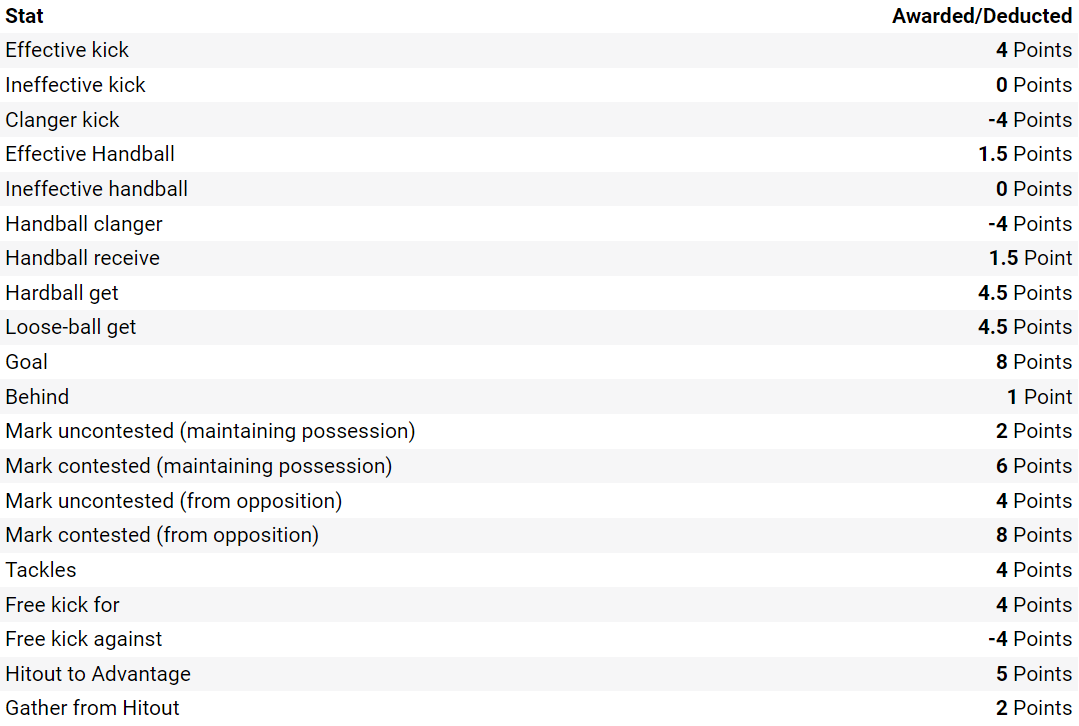 Stat Awarded/Deducted
Effective kick 4 Points
Ineffective kick 0 Points
Clanger kick -4 Points
Effective Handball 1.5 Points
Ineffective handball 0 Points
Handball clanger -4 Points
Handball receive 1.5 Point
Hardball get 4.5 Points
Loose-ball get 4.5 Points
Goal 8 Points
Behind 1 Point
Mark uncontested (maintaining possession) 2 Points
Mark contested (maintaining possession) 6 Points
Mark uncontested (from opposition) 4 Points
Mark contested (from opposition) 8 Points
Tackles 4 Points
Free kick for 4 Points
Free kick against -4 Points
Hitout to Advantage 5 Points
Gather from Hitout 2 Points